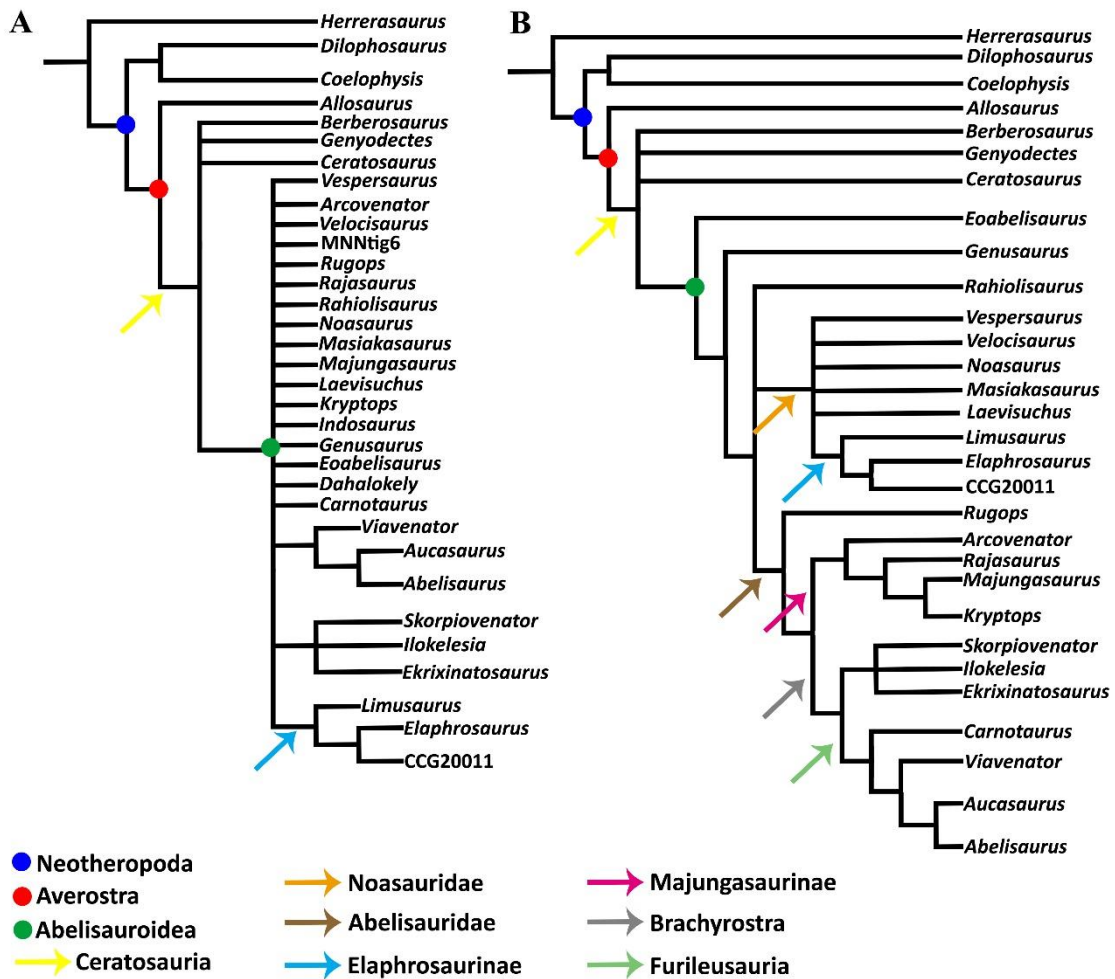 A
Herrerasaurus
Dilophosaurus
Coelophysis
Allosaurus
Berberosaurus
Genyodectes
Ceratosaurus
Vespersaurus
Arcovenator
Velocisaurus
MNNtig6
Rugops
Rajasaurus
Rahiolisaurus
Noasaurus
Masiakasaurus
Majungasaurus
Laevisuchus
Kryptops
Indosaurus
Genusaurus
Eoabelisaurus
Dahalokely
Carnotaurus
Viavenator
Aucasaurus
Abelisaurus
Skorpiovenator
Ilokelesia
Ekrixinatosaurus
Limusaurus
Elaphrosaurus
CCG20011
B
Herrerasaurus
Dilophosaurus
Coelophysis
Allosaurus
Berberosaurus
Genyodectes
Ceratosaurus
Eoabelisaurus
Genusaurus
Rahiolisaurus
Vespersaurus
Velocisaurus
Noasaurus
Masiakasaurus
Laevisuchus
Limusaurus
Elaphrosaurus
CCG20011
Rugops
Arcovenator
Rajasaurus
Majungasaurus
Kryptops
Skorpiovenator
Ilokelesia
Ekrixinatosaurus
Carnotaurus
Viavenator
Aucasaurus
Abelisaurus
Neotheropoda
Averostra
Abelisauroidea
Ceratosauria
Noasauridae
Abelisauridae
Elaphrosaurinae
Majungasaurinae
Brachyrostra
Furileusauria